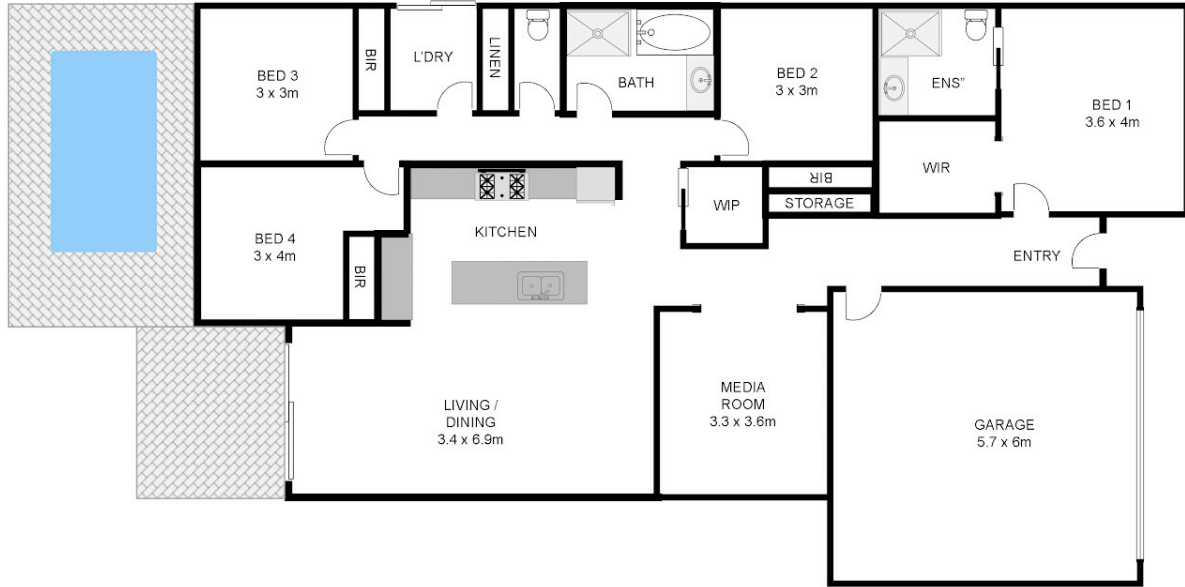 BED 3
3 x 3m
BIR
L'DRY
LINEN
BATH
BED 2
3 x 3m
ENS"
BED 1
3.6 x 4m
WIR
BIR
STORAGE
WIP
BED 4
3 x 4m
BIR
KITCHEN
ENTRY
LIVING /
DINING
3.4 x 6.9m
MEDIA
ROOM
3.3 x 3.6m
GARAGE
5.7 x 6m